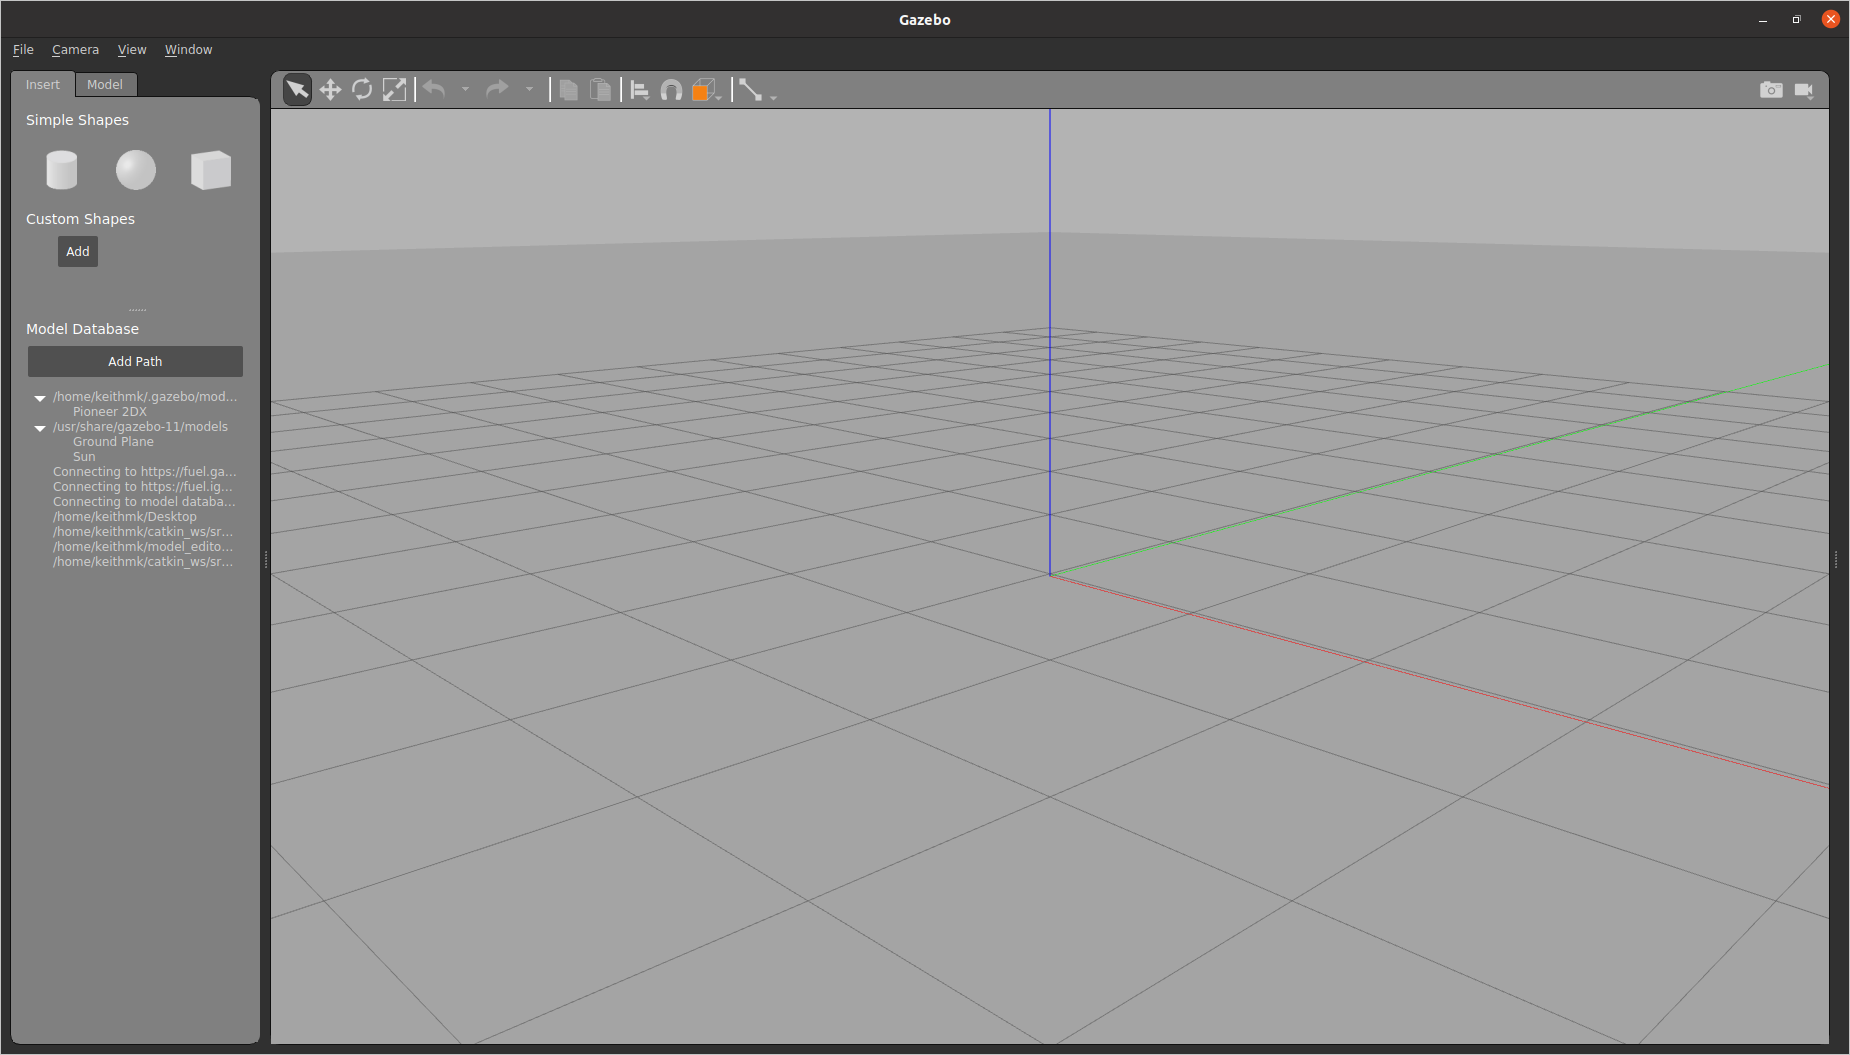 Gazebo
File Camera View Window
Insert Model
Simple Shapes
Custom Shapes
Add
Model Database
Add Path
/home/keithmk/.gazebo/mod...
Pioneer 2DX
/usr/share/gazebo-11/models
Ground Plane
Sun
Connecting to https://fuel.ga...
Connecting to https://fuel.ig...
Connecting to model databa...
/home/keithmk/Desktop
/home/keithmk/catkin_ws/sr...
/home/keithmk/model_edito...
/home/keithmk/catkin_ws/sr...